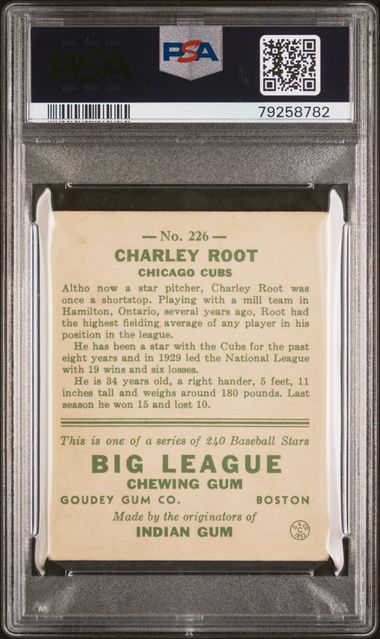 PSA
PSA
79258782
— No. 226 —
CHARLEY ROOT
CHICAGO CUBS
Altho now a star pitcher, Charley Root was
once a shortstop. Playing with a mill team in
Hamilton, Ontario, several years ago, Root had
the highest fielding average of any player in his
position in the league.
He has been a star with the Cubs for the past
eight years and in 1929 led the National League
with 19 wins and six losses.
He is 34 years old, a right hander, 5 feet, 11
inches tall and weighs around 180 pounds. Last
season he won 15 and lost 10.
This is one of a series of 240 Baseball Stars
BIG LEAGUE
CHEWING GUM
GOUDEY GUM CO. BOSTON
Made by the originators of
INDIAN GUM